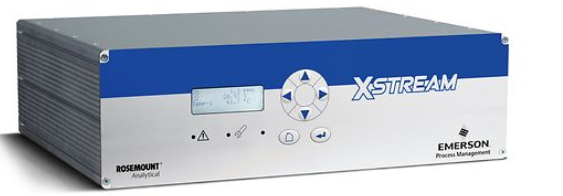 X-STREAM
ROSEMOUNT
Analytical
EMERSON
Process Management